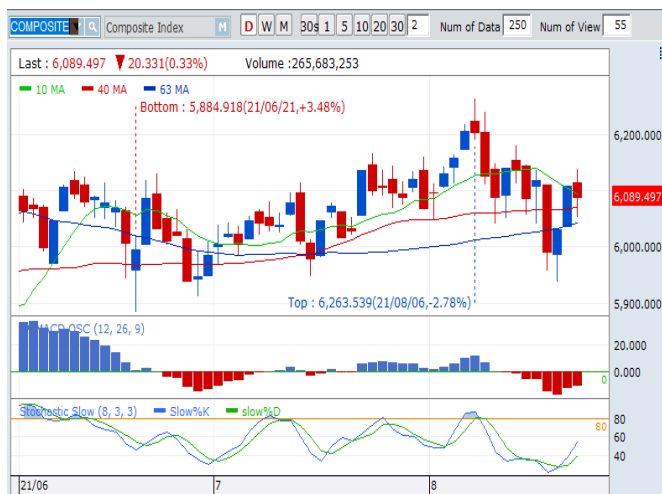 COMPOSITE Composite Index M D W M 30s 1 5 10 20 30 2 Num of Data 250 Num of View 55
Last : 6,089.497 ▼ 20.331(0.33%) Volume :265,683,253
10 MA 40 MA 63 MA
Bottom : 5,884.918(21/06/21,+3.48%)
6,200.000
6,089.497
6,000.000
Top : 6,263.539(21/08/06,-2.78%)
5,900.000
MACD OSC (12, 26, 9)
20.000
0.000
0
Stochastic Slow (8, 3, 3) Slow%K slow%D
80
80
60
40
21/06 7 8